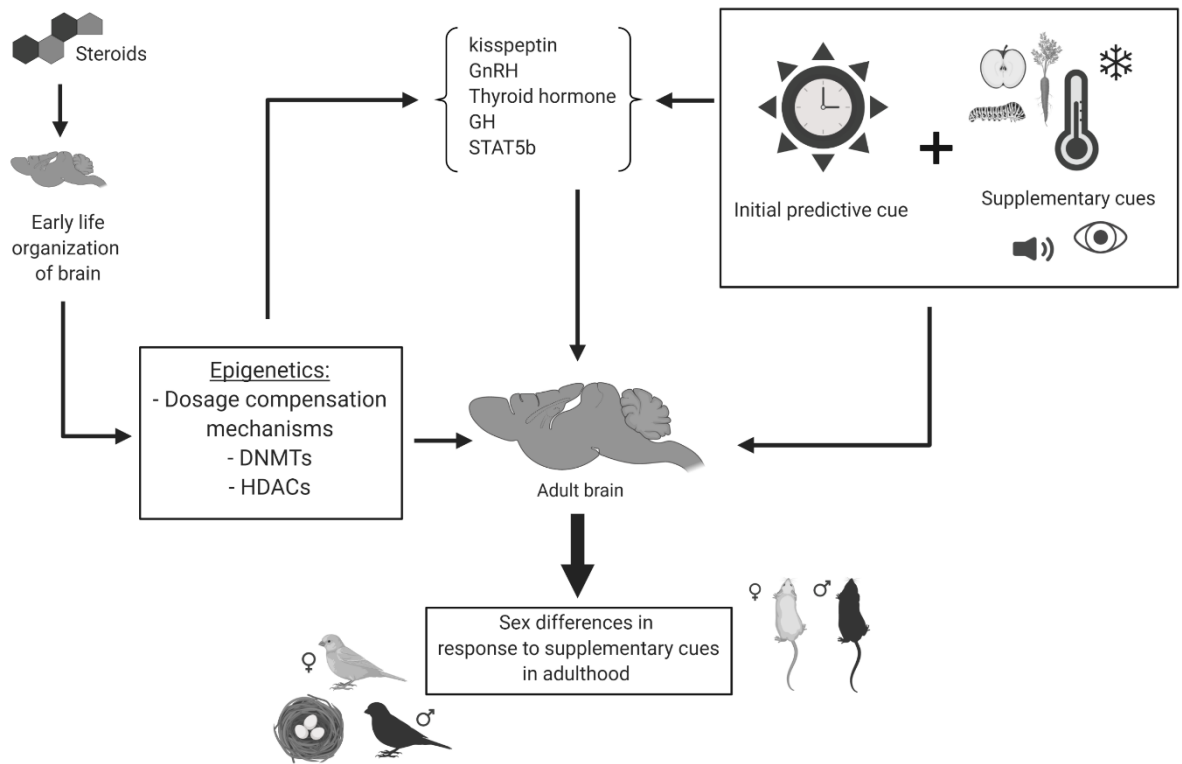 Steroids
Early life
organization
of brain
Epigenetics:
- Dosage compensation
mechanisms
- DNMTs
- HDACs
kisspeptin
GnRH
Thyroid hormone
GH
STAT5b
Initial predictive cue
+
Supplementary cues
Adult brain
Sex differences in
response to supplementary cues
in adulthood
♀
♂
♀
♂